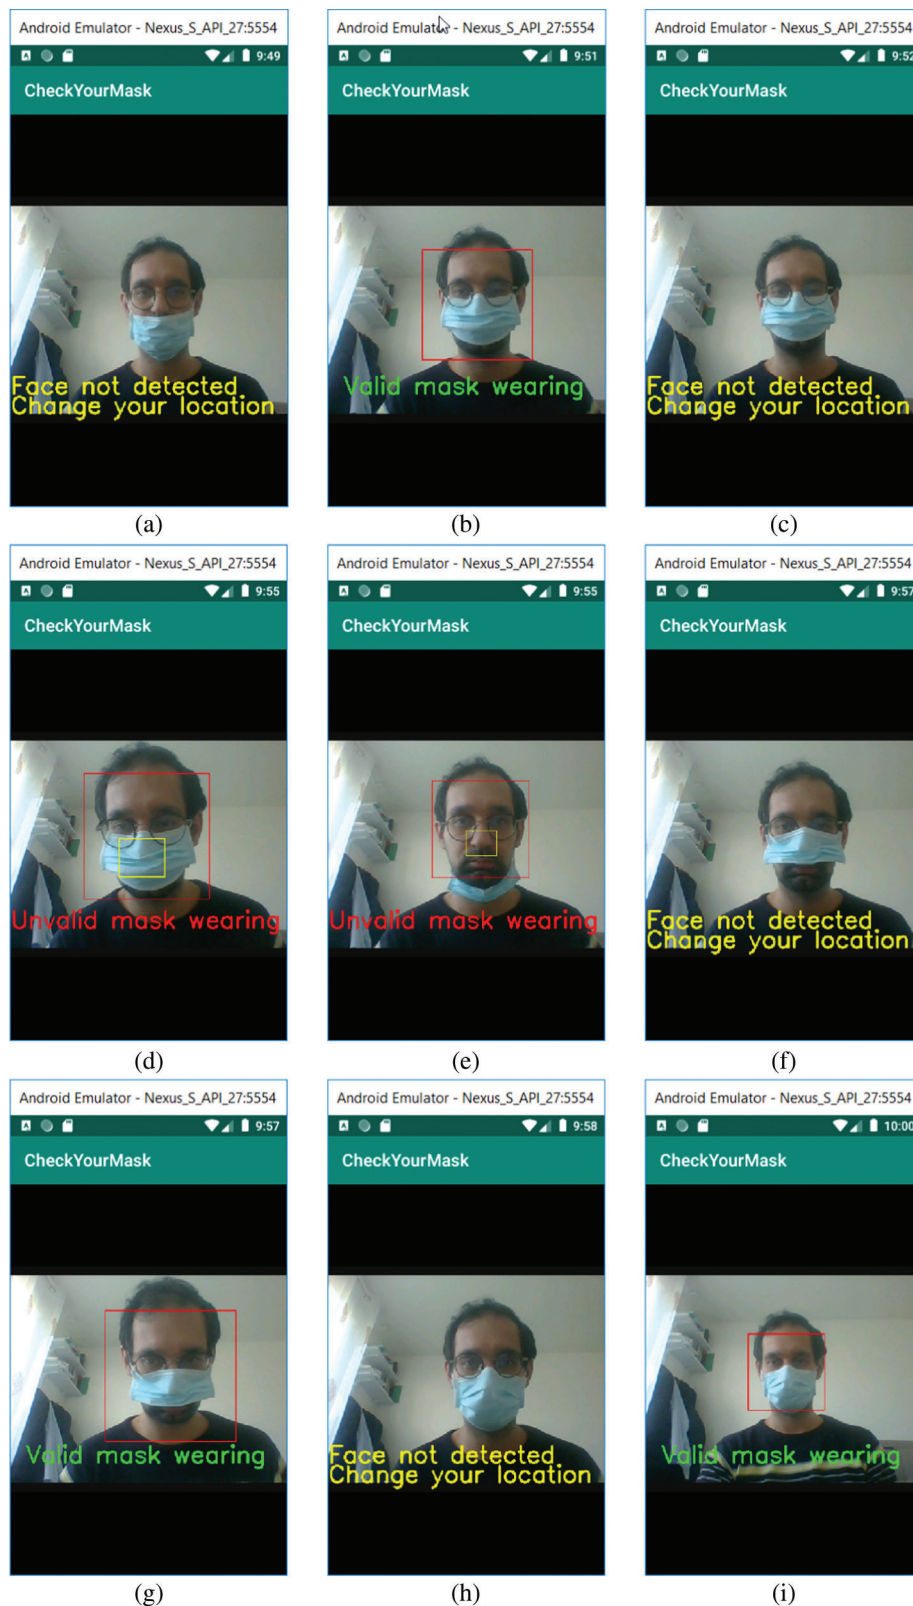 Android Emulator - Nexus_S_API_27:5554
9:49
CheckYourMask
Face not detected
Change your location
(a)
Android Emulator - Nexus_S_API_27:5554
9:51
CheckYourMask
Valid mask wearing
(b)
Android Emulator - Nexus_S_API_27:5554
9:52
CheckYourMask
Face not detected
Change your location
(c)
Android Emulator - Nexus_S_API_27:5554
9:55
CheckYourMask
Unvalid mask wearing
(d)
Android Emulator - Nexus_S_API_27:5554
9:55
CheckYourMask
Unvalid mask wearing
(e)
Android Emulator - Nexus_S_API_27:5554
9:57
CheckYourMask
Face not detected
Change your location
(f)
Android Emulator - Nexus_S_API_27:5554
9:57
CheckYourMask
Valid mask wearing
(g)
Android Emulator - Nexus_S_API_27:5554
9:58
CheckYourMask
Face not detected
Change your location
(h)
Android Emulator - Nexus_S_API_27:5554
10:00
CheckYourMask
Valid mask wearing
(i)